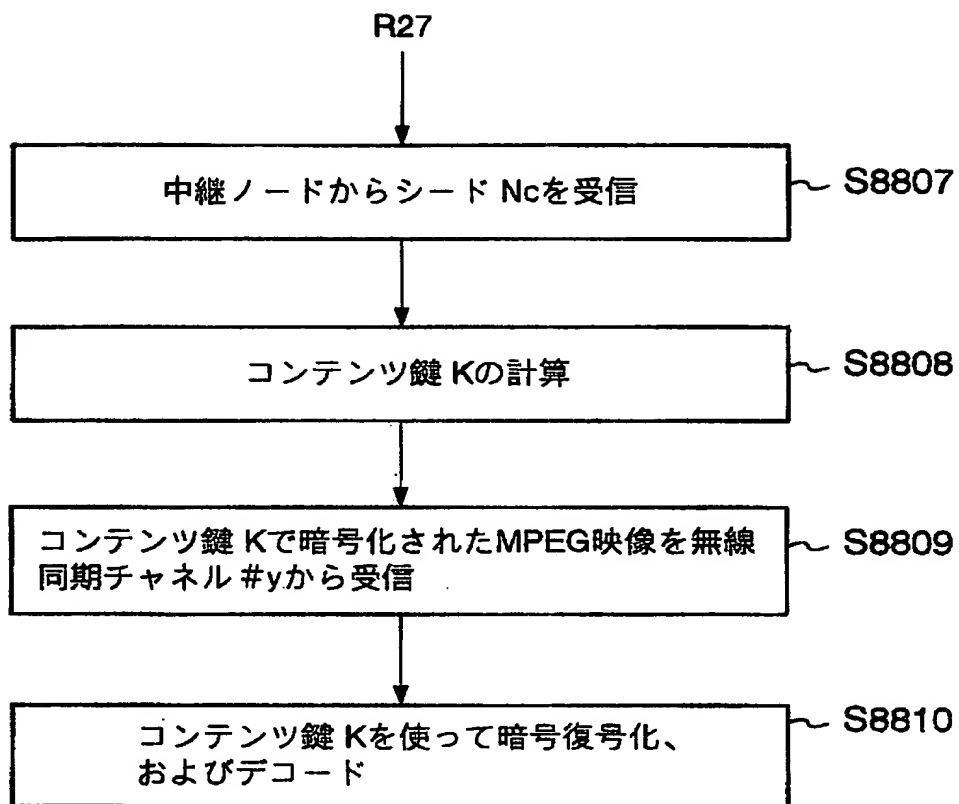 R27
中継ノードからシード Ncを受信
S8807
コンテンツ鍵 Kの計算
S8808
コンテンツ鍵 Kで暗号化されたMPEG映像を無線
同期チャネル #yから受信
S8809
コンテンツ鍵 Kを使って暗号復号化、
およびデコード
S8810